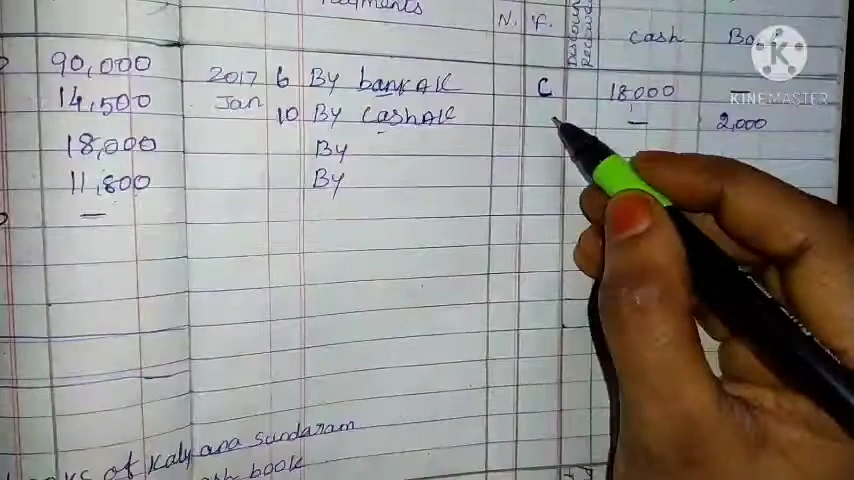 Payments N. F. Discount Received cash
90,000 2017 6 By bank A/c C 18,000 —
14,500 Jan 10 By cash A/c — 2,000
18,000 By
11,800 By
—
of Kalyana Sundaram
book
K
KINEMASTER